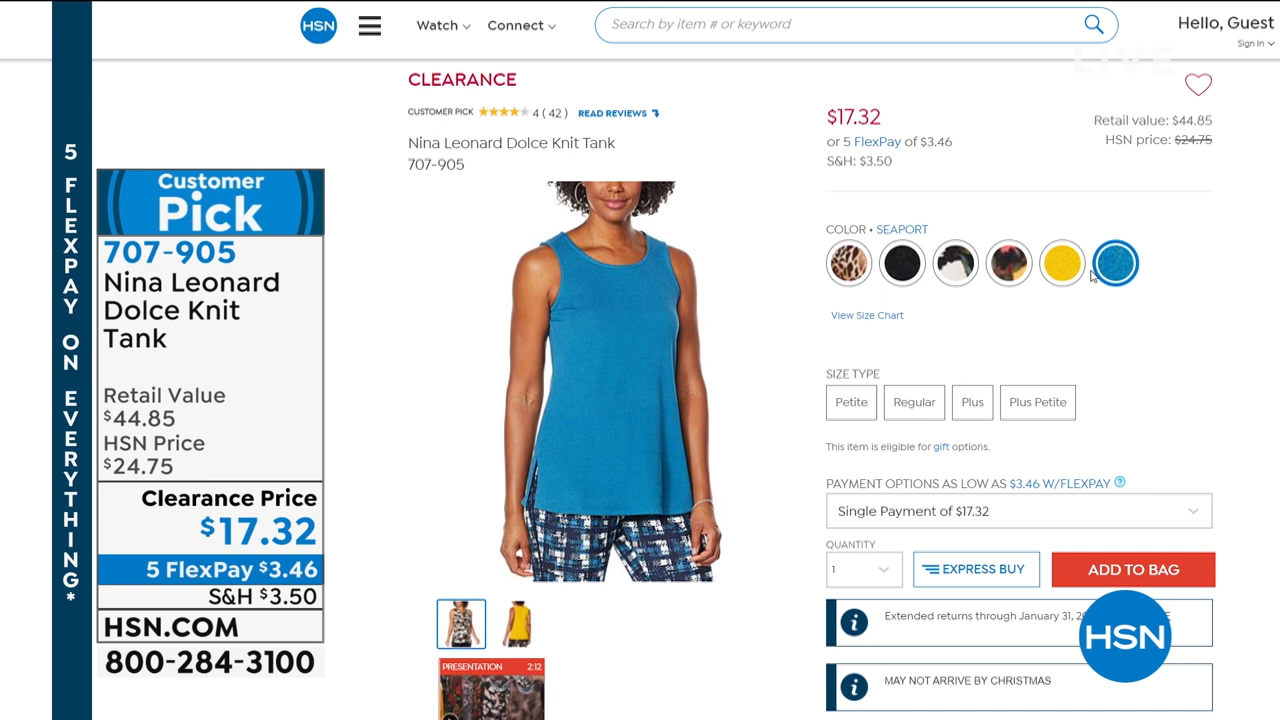 HSN
Watch
Connect
Search by item # or keyword
Hello, Guest
Sign In
LIVE
5 FLEXPAY ON EVERYTHING*
Customer
Pick
707-905
Nina Leonard
Dolce Knit
Tank
Retail Value
$44.85
HSN Price
$24.75
Clearance Price
$17.32
5 FlexPay $3.46
S&H $3.50
HSN.COM
800-284-3100
CLEARANCE
CUSTOMER PICK 4 ( 42 ) READ REVIEWS
Nina Leonard Dolce Knit Tank
707-905
PRESENTATION 2:12
$17.32
or 5 FlexPay of $3.46
S&H: $3.50
Retail value: $44.85
HSN price: $24.75
COLOR • SEAPORT
View Size Chart
SIZE TYPE
Petite
Regular
Plus
Plus Petite
This item is eligible for gift options.
PAYMENT OPTIONS AS LOW AS $3.46 W/FLEXPAY ?
Single Payment of $17.32
QUANTITY
1
EXPRESS BUY
ADD TO BAG
Extended returns through January 31,
HSN
MAY NOT ARRIVE BY CHRISTMAS